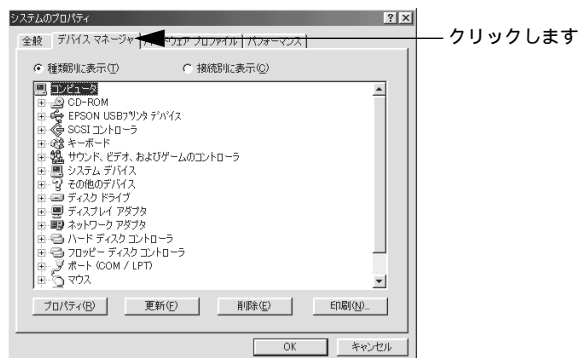 システムのプロパティ
全般 デバイス マネージャ ハードウェア プロファイル パフォーマンス
クリックします
種類別に表示(T) 接続別に表示(C)
コンピュータ
CD-ROM
EPSON USBプリンタ デバイス
SCSI コントローラ
キーボード
サウンド、ビデオ、およびゲームのコントローラ
システム デバイス
その他のデバイス
ディスク ドライブ
ディスプレイ アダプタ
ネットワーク アダプタ
ハード ディスク コントローラ
フロッピー ディスク コントローラ
ポート (COM / LPT)
マウス
プロパティ(R) 更新(F) 削除(E) 印刷(N)...
OK キャンセル